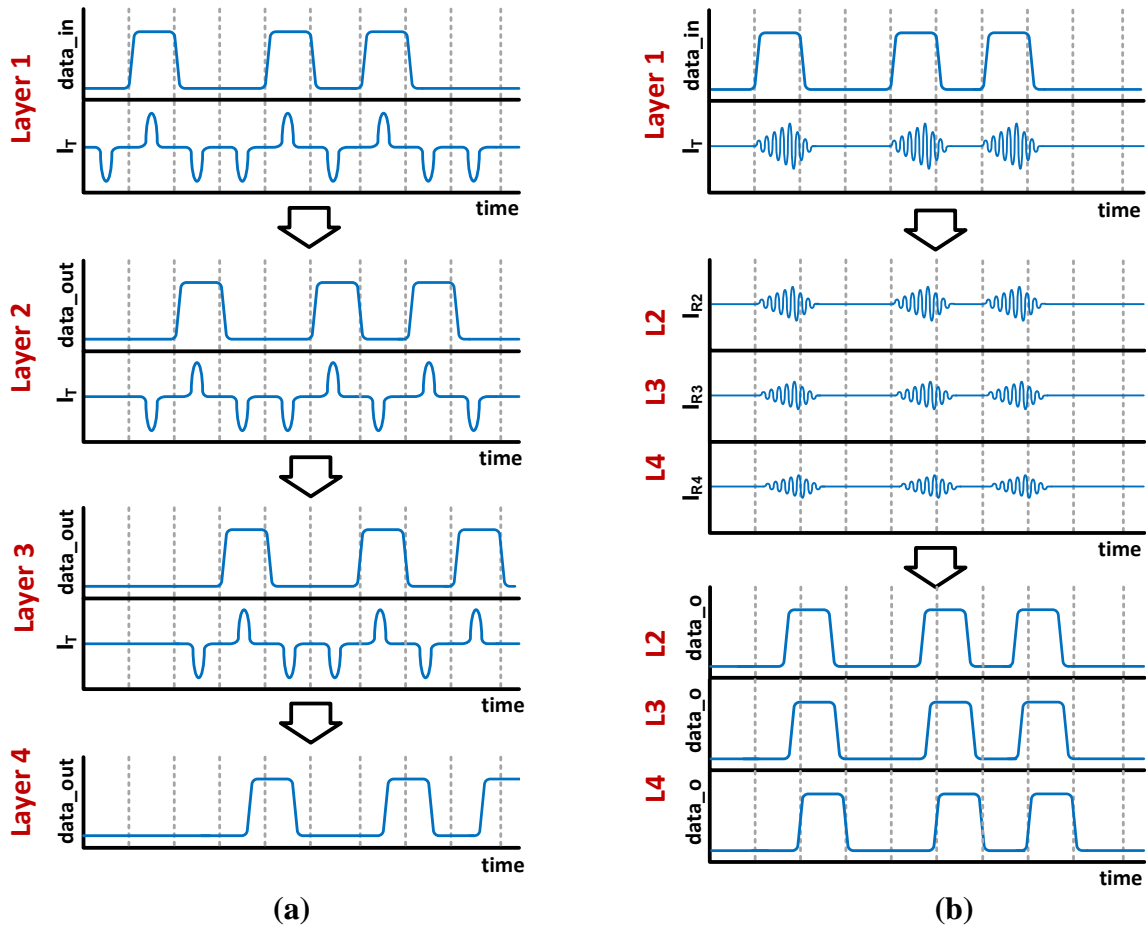 Layer 1
data_in
I_T
time
Layer 2
data_out
I_T
time
Layer 3
data_out
I_T
time
Layer 4
data_out
time
(a)
Layer 1
data_in
I_T
time
L2
I_R2
L3
I_R3
L4
I_R4
L2
data_o
L3
data_o
L4
data_o
time
(b)